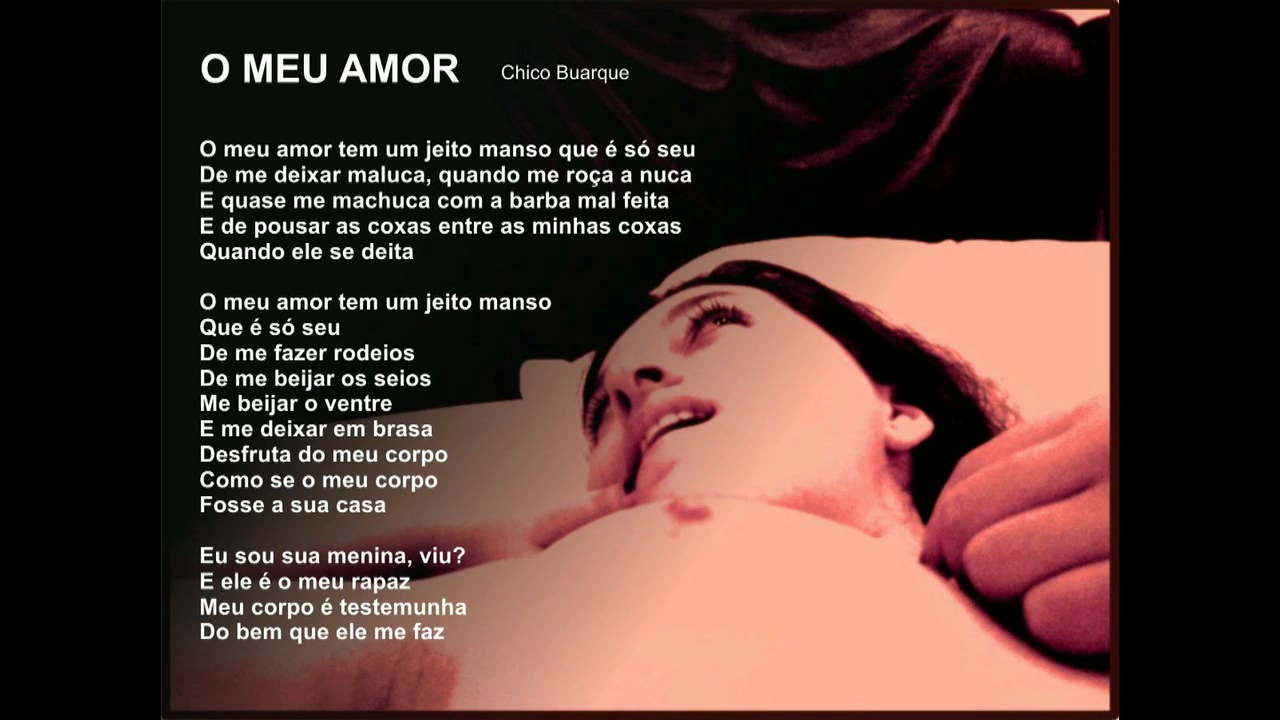 O MEU AMOR Chico Buarque
O meu amor tem um jeito manso que é só seu
De me deixar maluca, quando me roça a nuca
E quase me machuca com a barba mal feita
E de pousar as coxas entre as minhas coxas
Quando ele se deita
O meu amor tem um jeito manso
Que é só seu
De me fazer rodeios
De me beijar os seios
Me beijar o ventre
E me deixar em brasa
Desfruta do meu corpo
Como se o meu corpo
Fosse a sua casa
Eu sou sua menina, viu?
E ele é o meu rapaz
Meu corpo é testemunha
Do bem que ele me faz